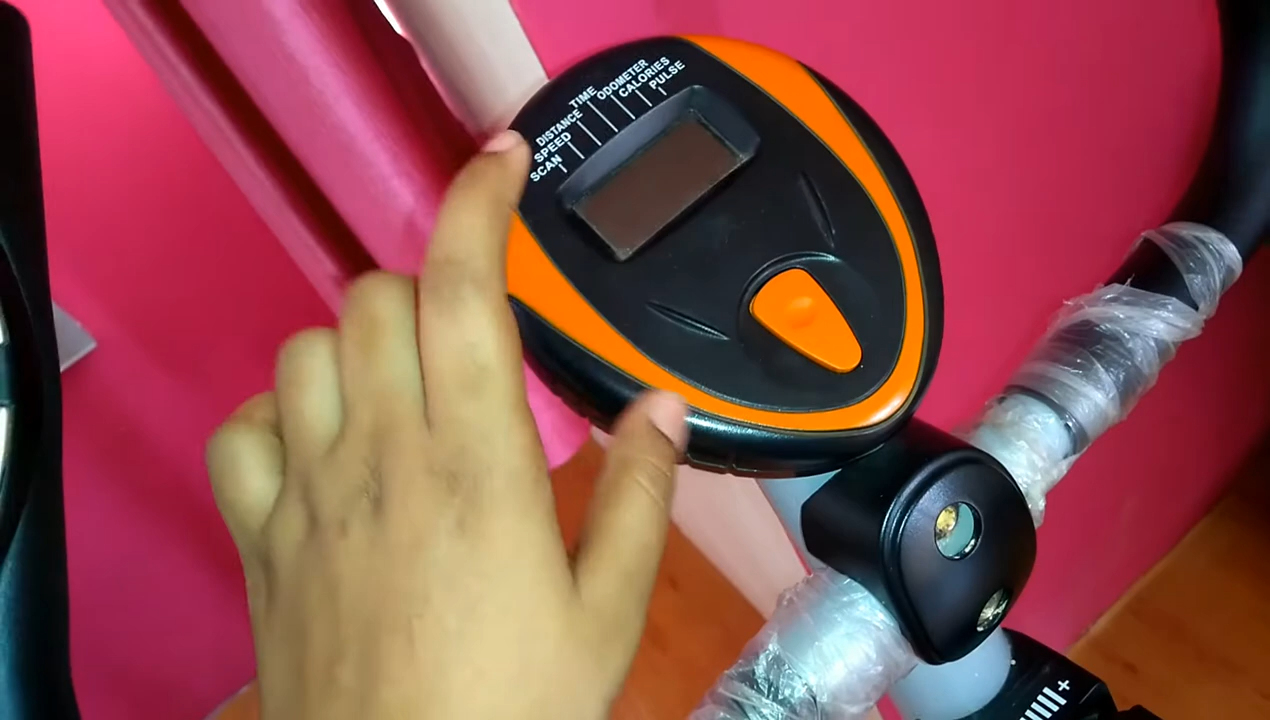 SCAN
SPEED
DISTANCE
TIME
ODOMETER
CALORIES
PULSE
+